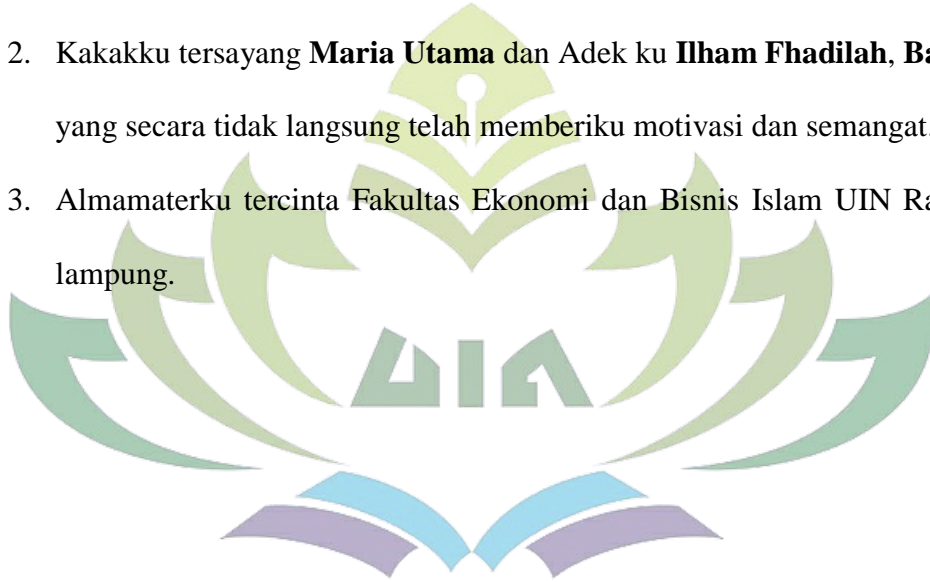 2. Kakakku tersayang Maria Utama dan Adek ku Ilham Fhadilah,
yang secara tidak langsung telah memberiku motivasi dan semangat.
3. Almamaterku tercinta Fakultas Ekonomi dan Bisnis Islam UIN
lampung.
UIN